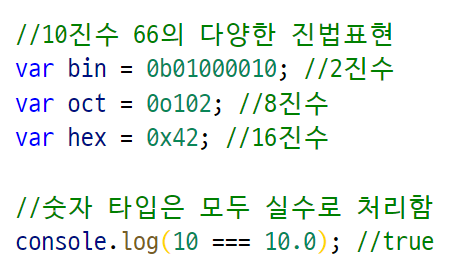 //10진수 66의 다양한 진법표현
var bin = 0b01000010; //2진수
var oct = 0o102; //8진수
var hex = 0x42; //16진수
//숫자 타입은 모두 실수로 처리함
console.log(10 === 10.0); //true